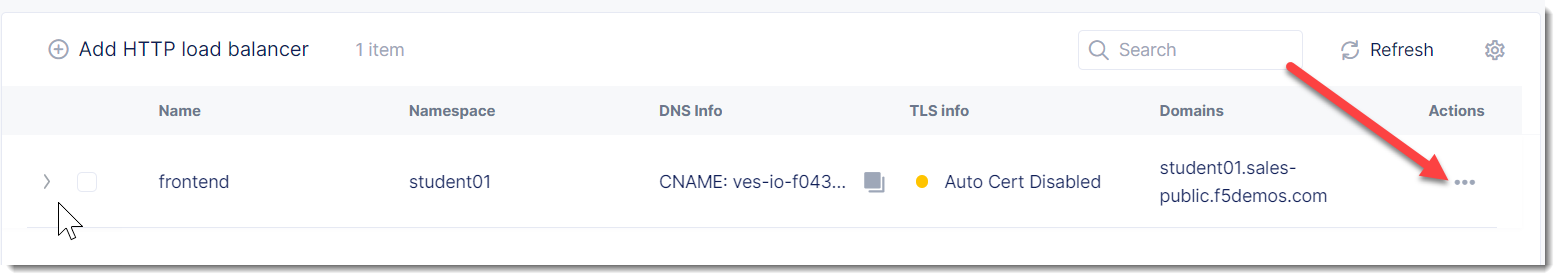 Add HTTP load balancer 1 item Search Refresh
Name Namespace DNS Info TLS info Domains Actions
frontend student01 CNAME: ves-io-f043... Auto Cert Disabled student01.sales-
public.f5demos.com